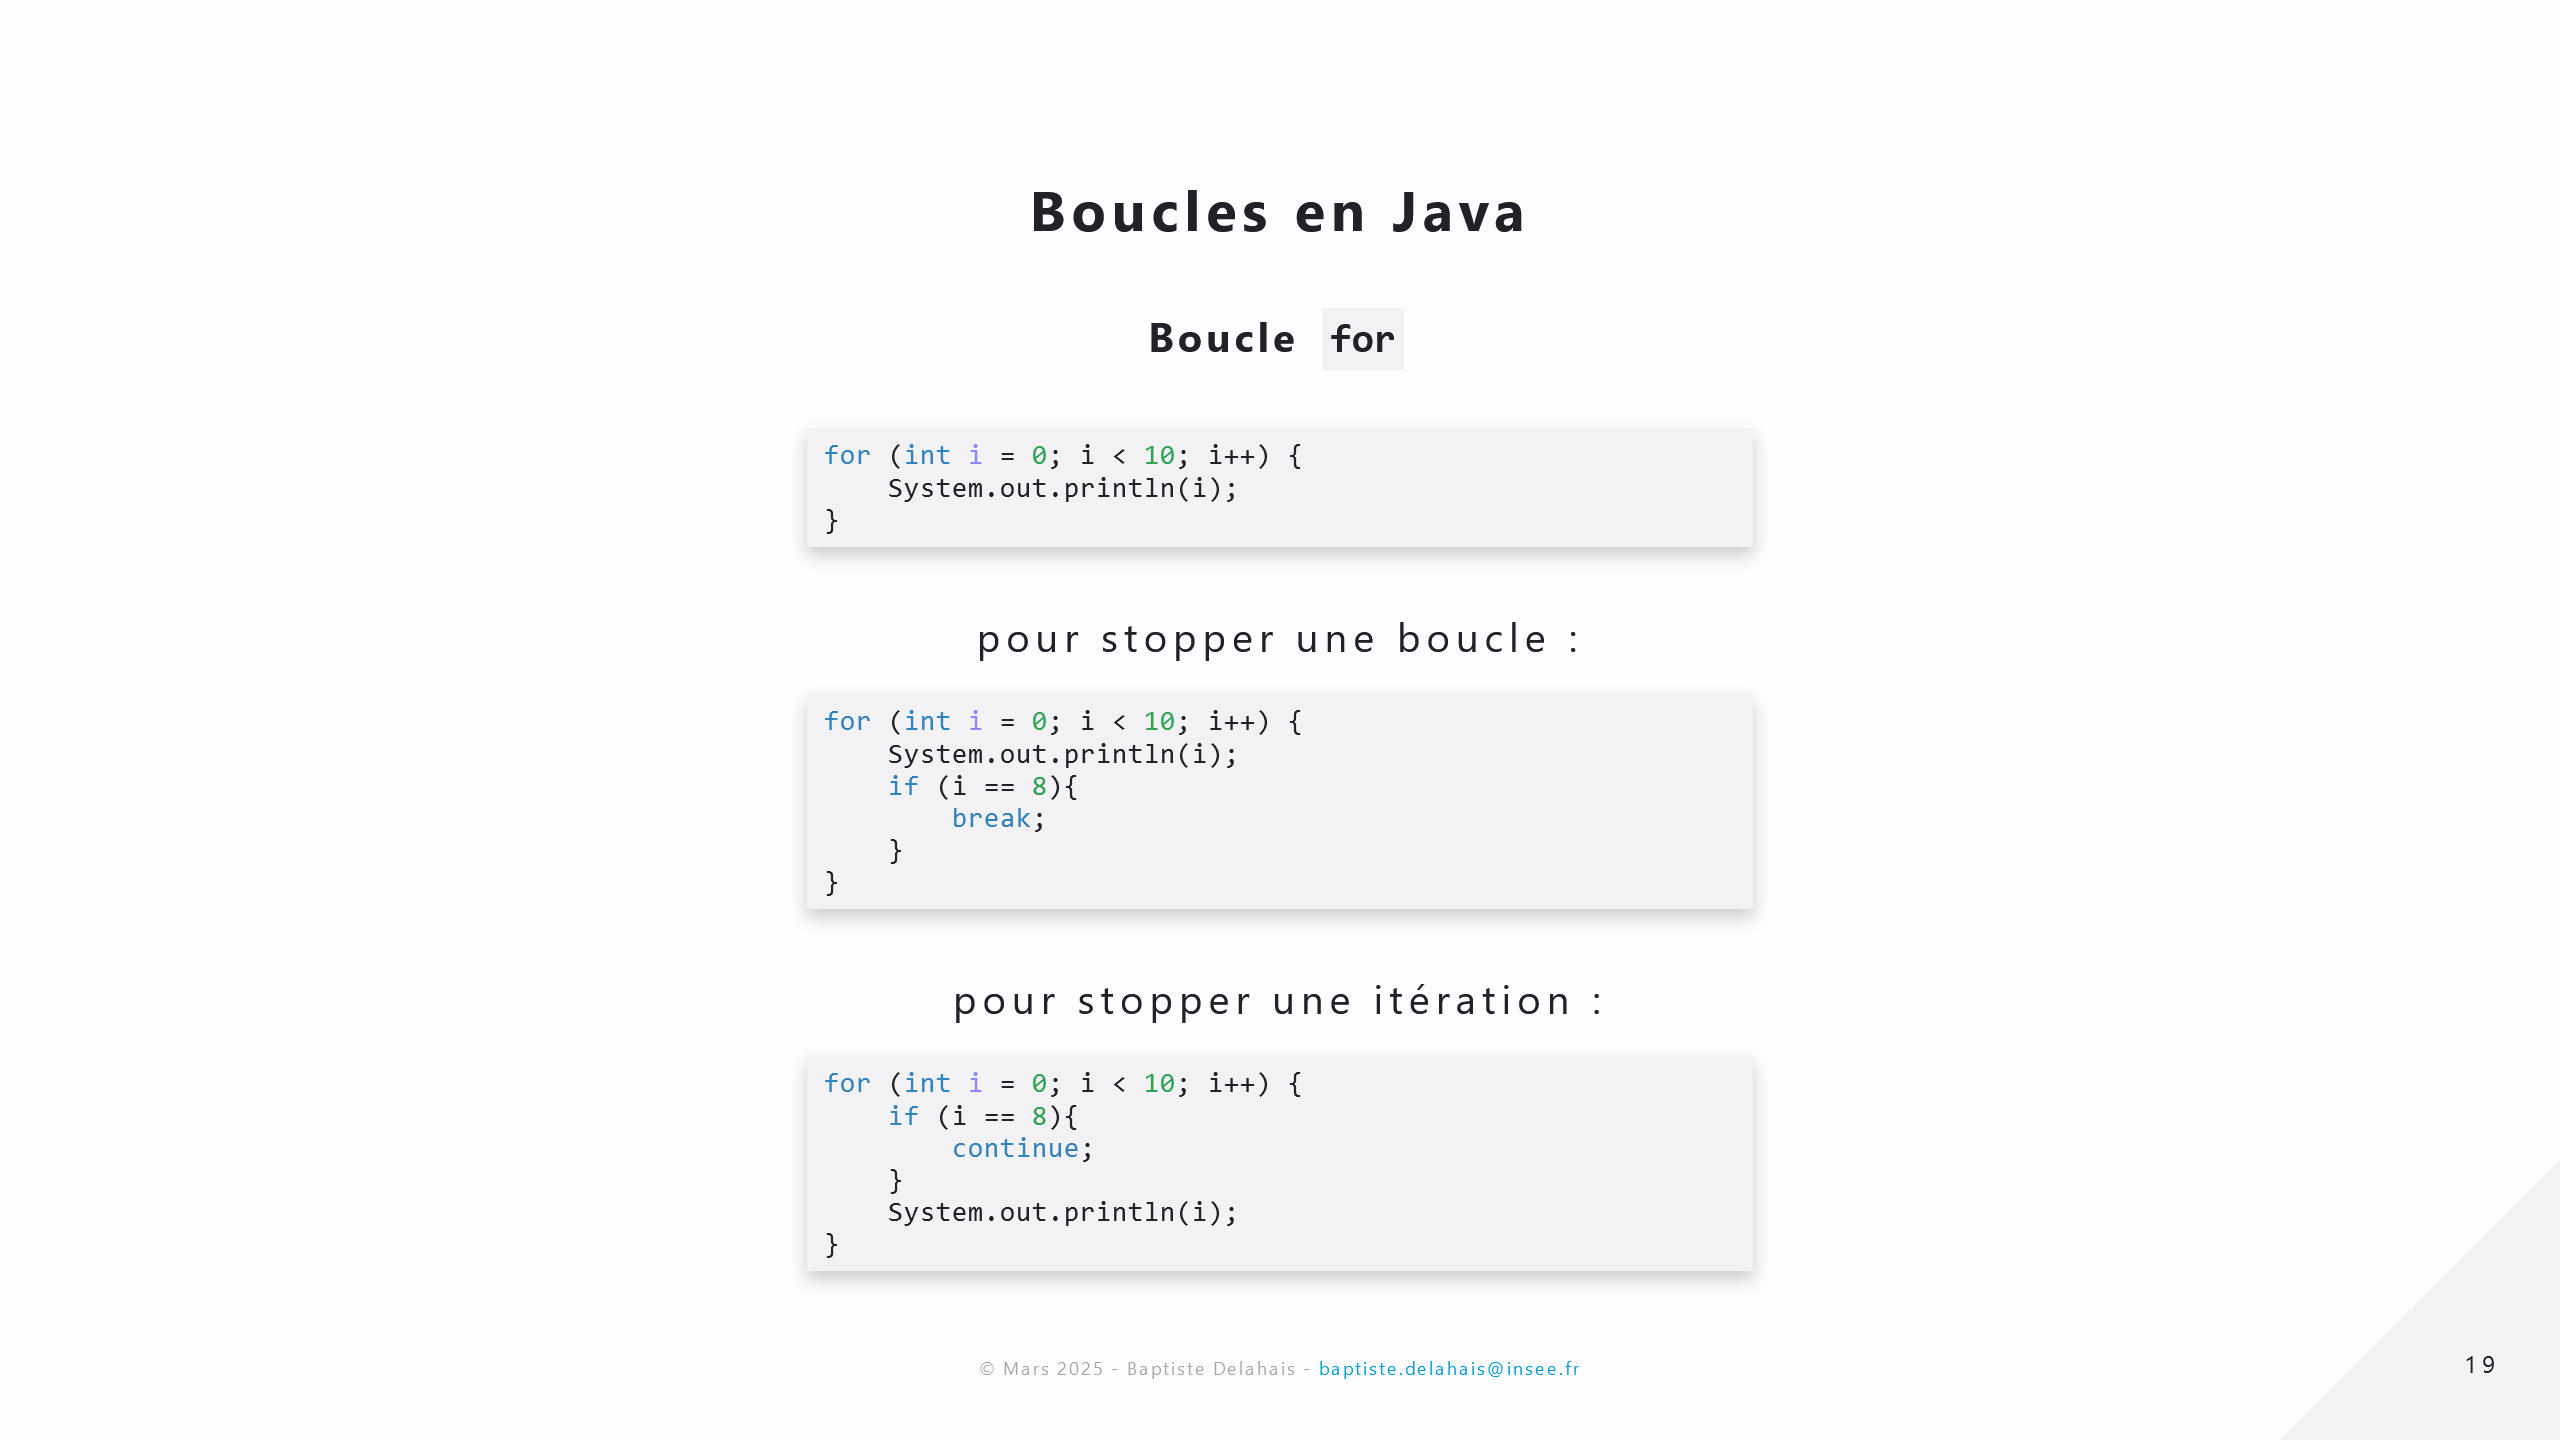 Boucles en Java
Boucle for
for (int i = 0; i < 10; i++) {
    System.out.println(i);
}
pour stopper une boucle :
for (int i = 0; i < 10; i++) {
    System.out.println(i);
    if (i == 8){
        break;
    }
}
pour stopper une itération :
for (int i = 0; i < 10; i++) {
    if (i == 8){
        continue;
    }
    System.out.println(i);
}
© Mars 2025 - Baptiste Delahais - baptiste.delahais@insee.fr
19